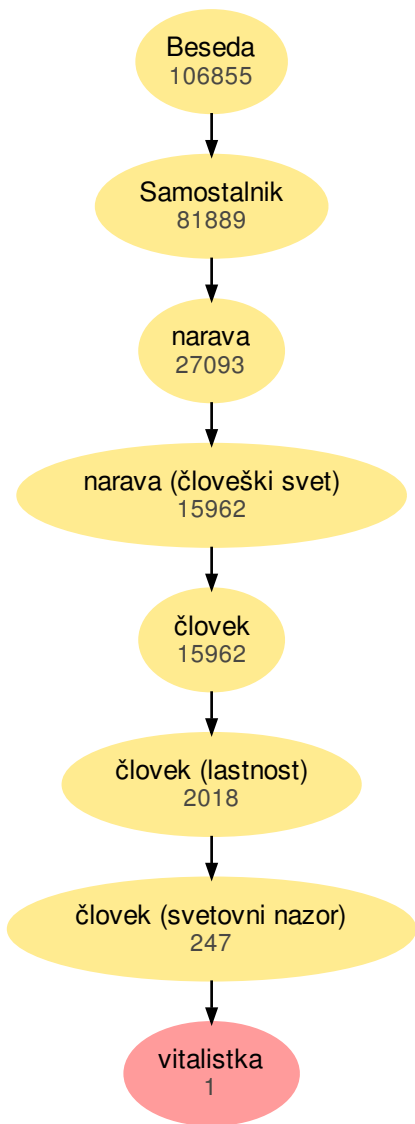 Beseda
106855
Samostalnik
81889
narava
27093
narava (človeški svet)
15962
človek
15962
človek (lastnost)
2018
človek (svetovni nazor)
247
vitalistka
1